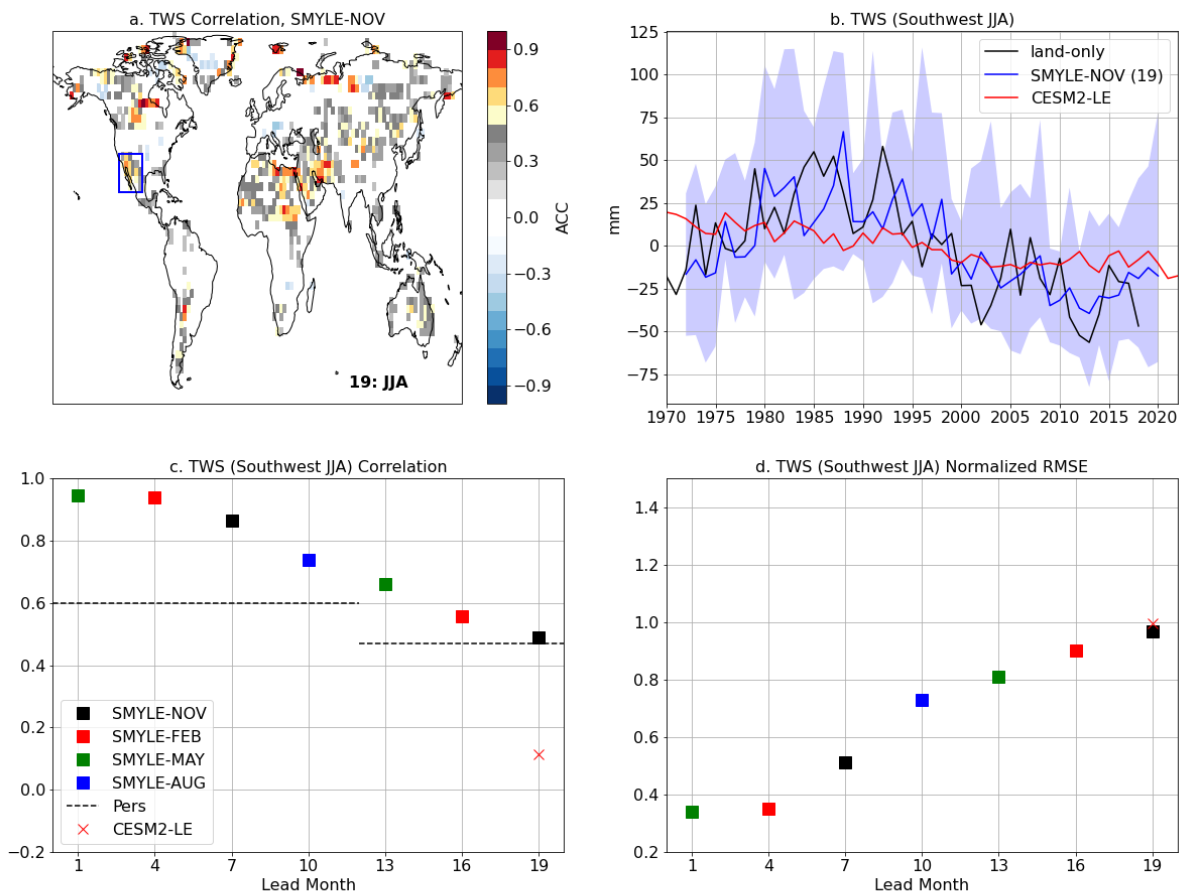 a. TWS Correlation, SMYLE-NOV
0.9
0.6
0.3
0.0
−0.3
−0.6
−0.9
ACC
19: JJA
b. TWS (Southwest JJA)
125
100
75
50
25
0
−25
−50
−75
mm
land-only
SMYLE-NOV (19)
CESM2-LE
1970 1975 1980 1985 1990 1995 2000 2005 2010 2015 2020
c. TWS (Southwest JJA) Correlation
1.0
0.8
0.6
0.4
0.2
0.0
−0.2
SMYLE-NOV
SMYLE-FEB
SMYLE-MAY
SMYLE-AUG
Pers
CESM2-LE
1 4 7 10 13 16 19
Lead Month
d. TWS (Southwest JJA) Normalized RMSE
1.4
1.2
1.0
0.8
0.6
0.4
0.2
1 4 7 10 13 16 19
Lead Month